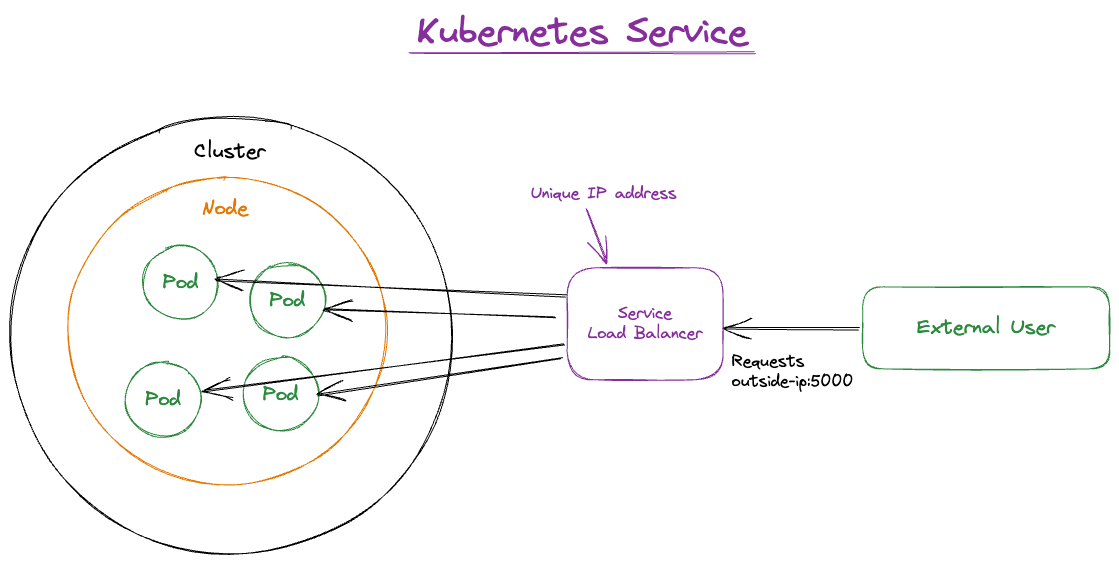 Kubernetes Service
Cluster
Node
Pod
Pod
Pod
Pod
Unique IP address
Service
Load Balancer
Requests
outside-ip:5000
External User